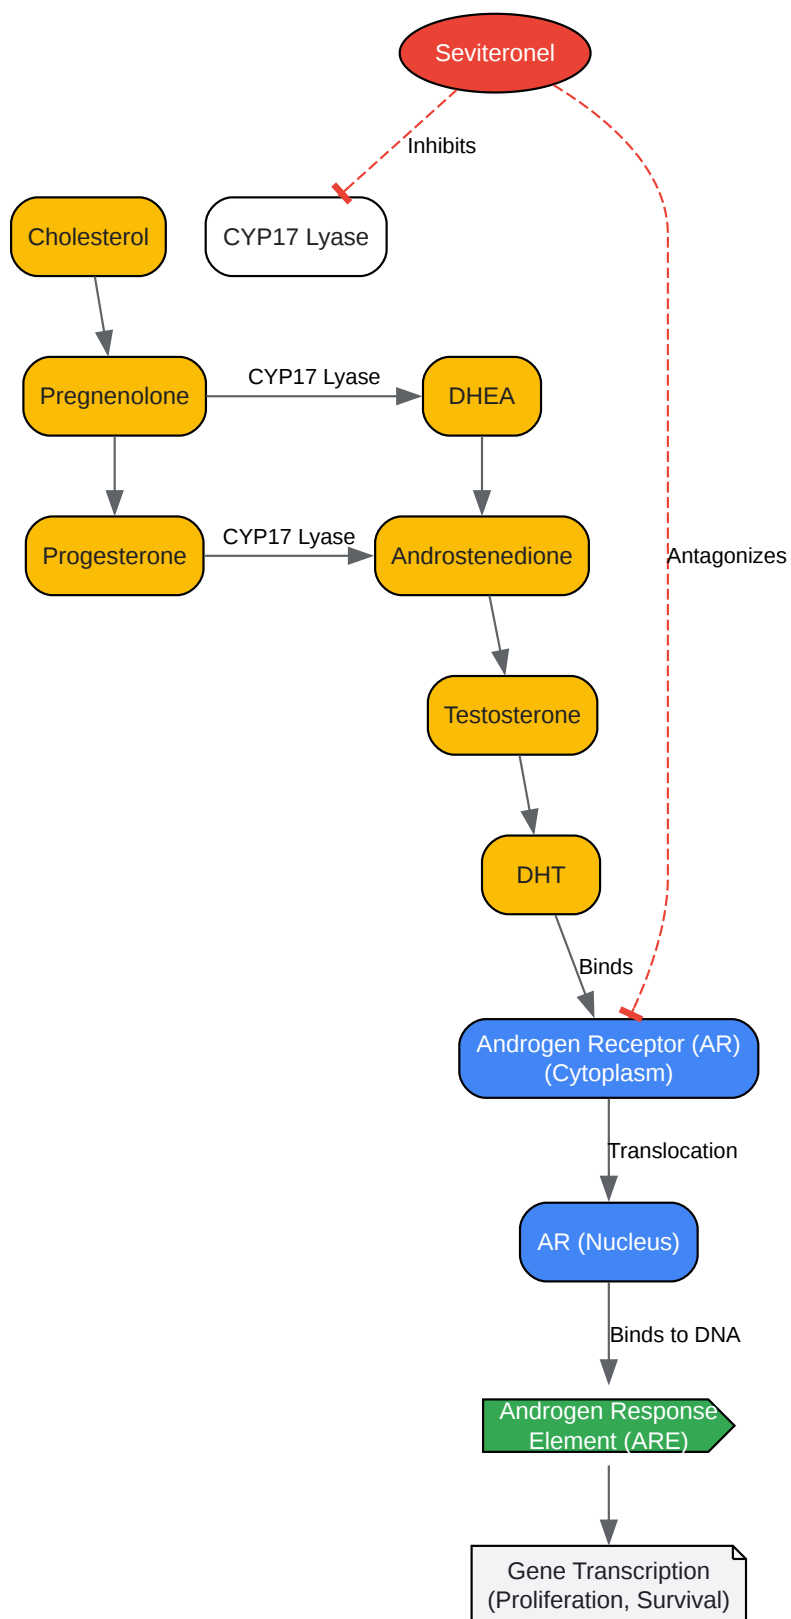 Seviteronel
Inhibits
Cholesterol
CYP17 Lyase
Pregnenolone
CYP17 Lyase
DHEA
Progesterone
CYP17 Lyase
Androstenedione
Antagonizes
Testosterone
DHT
Binds
Androgen Receptor (AR)
(Cytoplasm)
Translocation
AR (Nucleus)
Binds to DNA
Androgen Response
Element (ARE)
Gene Transcription
(Proliferation, Survival)